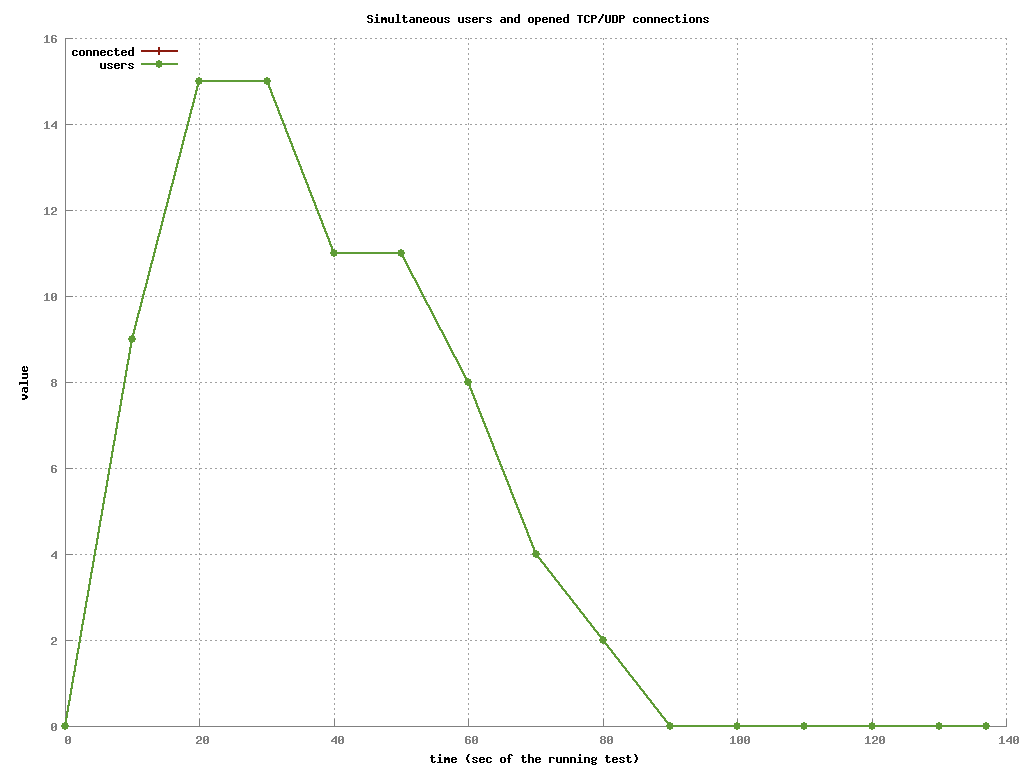 Simultaneous users and opened TCP/UDP connections
16
connected
users
14
12
10
value
8
6
4
2
0
0 20 40 60 80 100 120 140
time (sec of the running test)